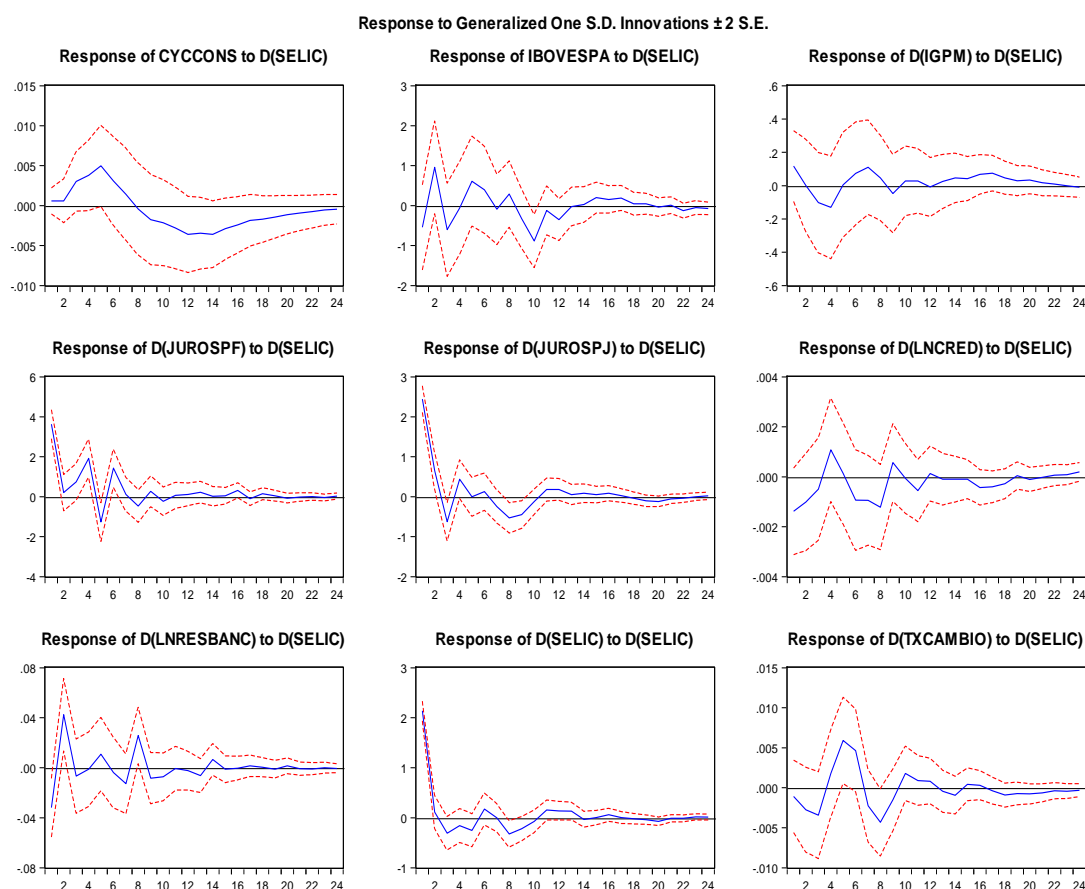 Response to Generalized One S.D. Innovations ± 2 S.E.
Response of CYCCONS to D(SELIC)
.015
.010
.005
.000
-.005
-.010
2 4 6 8 10 12 14 16 18 20 22 24
Response of IBOVESPA to D(SELIC)
3
2
1
0
-1
-2
2 4 6 8 10 12 14 16 18 20 22 24
Response of D(IGPM) to D(SELIC)
.6
.4
.2
.0
-.2
-.4
-.6
2 4 6 8 10 12 14 16 18 20 22 24
Response of D(JUROSPF) to D(SELIC)
6
4
2
0
-2
-4
2 4 6 8 10 12 14 16 18 20 22 24
Response of D(JUROSPJ) to D(SELIC)
3
2
1
0
-1
-2
2 4 6 8 10 12 14 16 18 20 22 24
Response of D(LNCRED) to D(SELIC)
.004
.002
.000
-.002
-.004
2 4 6 8 10 12 14 16 18 20 22 24
Response of D(LNRESBANC) to D(SELIC)
.08
.04
.00
-.04
-.08
2 4 6 8 10 12 14 16 18 20 22 24
Response of D(SELIC) to D(SELIC)
3
2
1
0
-1
2 4 6 8 10 12 14 16 18 20 22 24
Response of D(TXCAMBIO) to D(SELIC)
.015
.010
.005
.000
-.005
-.010
2 4 6 8 10 12 14 16 18 20 22 24